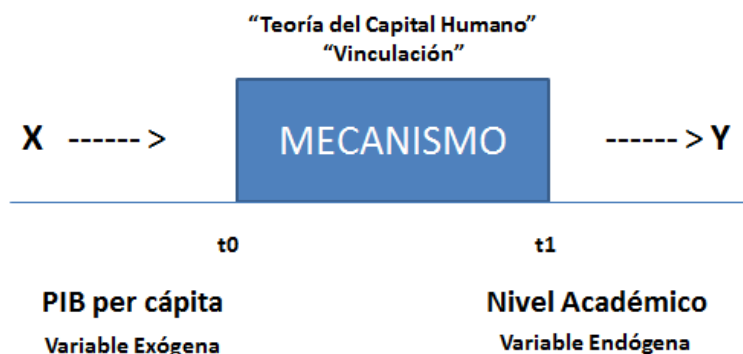 “Teoría del Capital Humano”
“Vinculación”
X ------ > MECANISMO ------ > Y
t0 t1
PIB per cápita Nivel Académico
Variable Exógena Variable Endógena